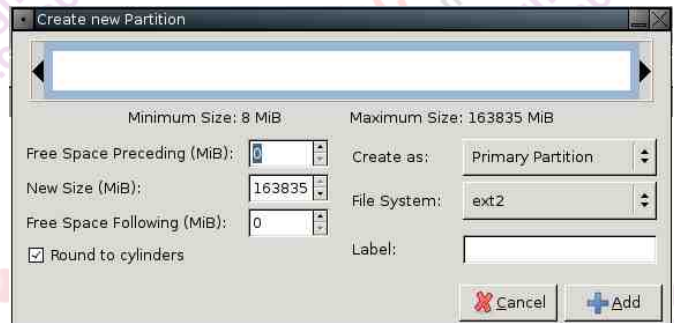 Create new Partition
Minimum Size: 8 MiB Maximum Size: 163835 MiB
Free Space Preceding (MiB): 0 Create as: Primary Partition
New Size (MiB): 163835 File System: ext2
Free Space Following (MiB): 0
Round to cylinders Label:
Cancel Add